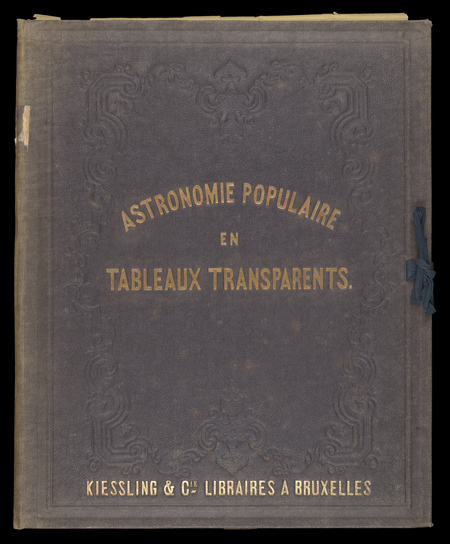 ASTRONOMIE POPULAIRE
EN
TABLEAUX TRANSPARENTS.
KIESSLING & CIE LIBRAIRES A BRUXELLES